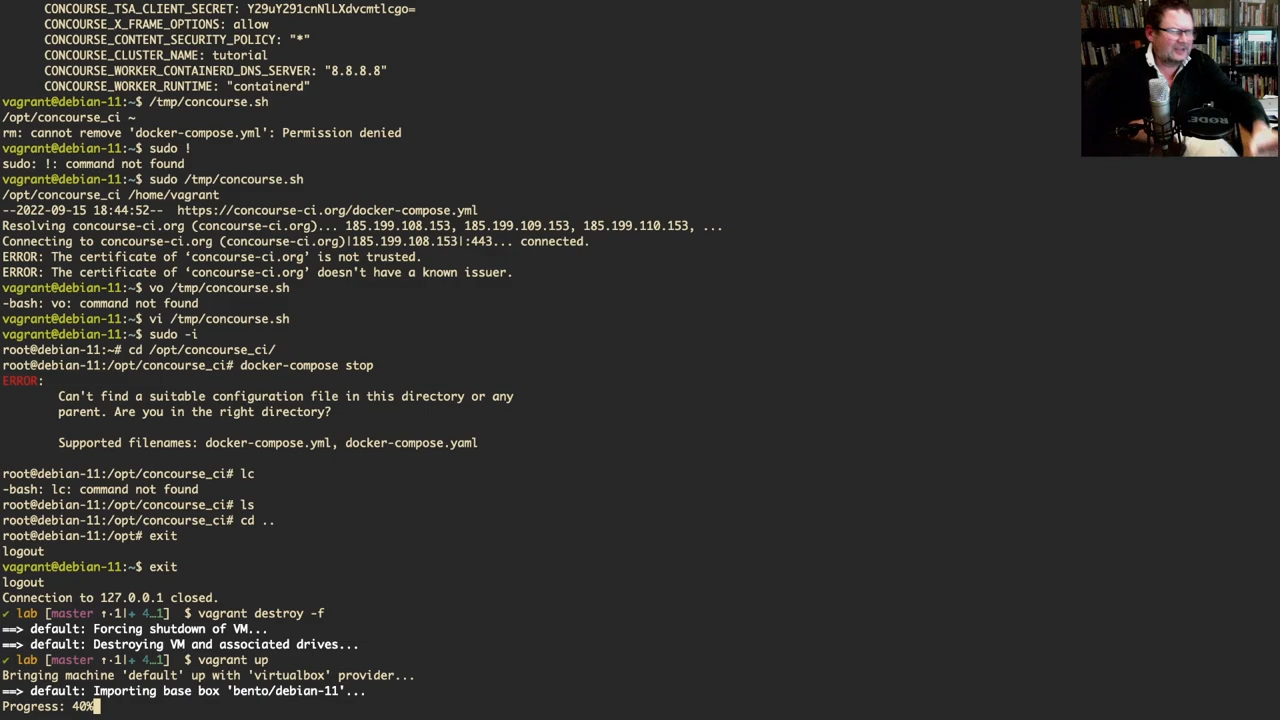 CONCOURSE_TSA_CLIENT_SECRET: Y29uY291cnNlLXdvcmtlcgo=
CONCOURSE_X_FRAME_OPTIONS: allow
CONCOURSE_CONTENT_SECURITY_POLICY: "*"
CONCOURSE_CLUSTER_NAME: tutorial
CONCOURSE_WORKER_CONTAINERD_DNS_SERVER: "8.8.8.8"
CONCOURSE_WORKER_RUNTIME: "containerd"
vagrant@debian-11:~$ /tmp/concourse.sh
/opt/concourse_ci ~
rm: cannot remove 'docker-compose.yml': Permission denied
vagrant@debian-11:~$ sudo !
sudo: !: command not found
vagrant@debian-11:~$ sudo /tmp/concourse.sh
/opt/concourse_ci /home/vagrant
--2022-09-15 18:44:52-- https://concourse-ci.org/docker-compose.yml
Resolving concourse-ci.org (concourse-ci.org)... 185.199.108.153, 185.199.109.153, 185.199.110.153, ...
Connecting to concourse-ci.org (concourse-ci.org)|185.199.108.153|:443... connected.
ERROR: The certificate of ‘concourse-ci.org’ is not trusted.
ERROR: The certificate of ‘concourse-ci.org’ doesn't have a known issuer.
vagrant@debian-11:~$ vo /tmp/concourse.sh
-bash: vo: command not found
vagrant@debian-11:~$ vi /tmp/concourse.sh
vagrant@debian-11:~$ sudo -i
root@debian-11:~# cd /opt/concourse_ci/
root@debian-11:/opt/concourse_ci# docker-compose stop
ERROR:
Can't find a suitable configuration file in this directory or any
parent. Are you in the right directory?
Supported filenames: docker-compose.yml, docker-compose.yaml
root@debian-11:/opt/concourse_ci# lc
-bash: lc: command not found
root@debian-11:/opt/concourse_ci# ls
root@debian-11:/opt/concourse_ci# cd ..
root@debian-11:/opt# exit
logout
vagrant@debian-11:~$ exit
logout
Connection to 127.0.0.1 closed.
✔ lab [master ↑·1|+ 4…1] $ vagrant destroy -f
==> default: Forcing shutdown of VM...
==> default: Destroying VM and associated drives...
✔ lab [master ↑·1|+ 4…1] $ vagrant up
Bringing machine 'default' up with 'virtualbox' provider...
==> default: Importing base box 'bento/debian-11'...
Progress: 40%
RODE